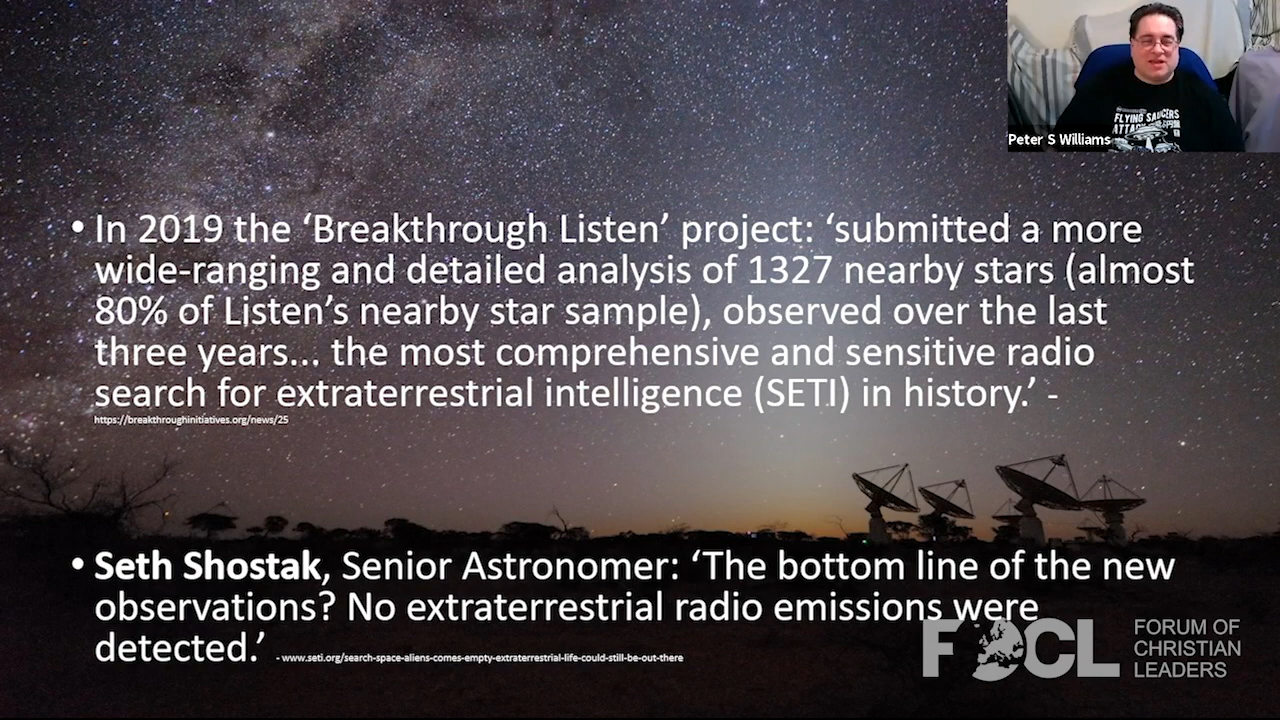 FLYING SAUCERS
ATTACK
Peter S Williams
• In 2019 the ‘Breakthrough Listen’ project: ‘submitted a more
wide-ranging and detailed analysis of 1327 nearby stars (almost
80% of Listen’s nearby star sample), observed over the last
three years... the most comprehensive and sensitive radio
search for extraterrestrial intelligence (SETI) in history.’ -
https://breakthroughinitiatives.org/news/25
• Seth Shostak, Senior Astronomer: ‘The bottom line of the new
observations? No extraterrestrial radio emissions were
detected.’ - www.seti.org/search-space-aliens-comes-empty-extraterrestrial-life-could-still-be-out-there
FOCL
FORUM OF
CHRISTIAN
LEADERS